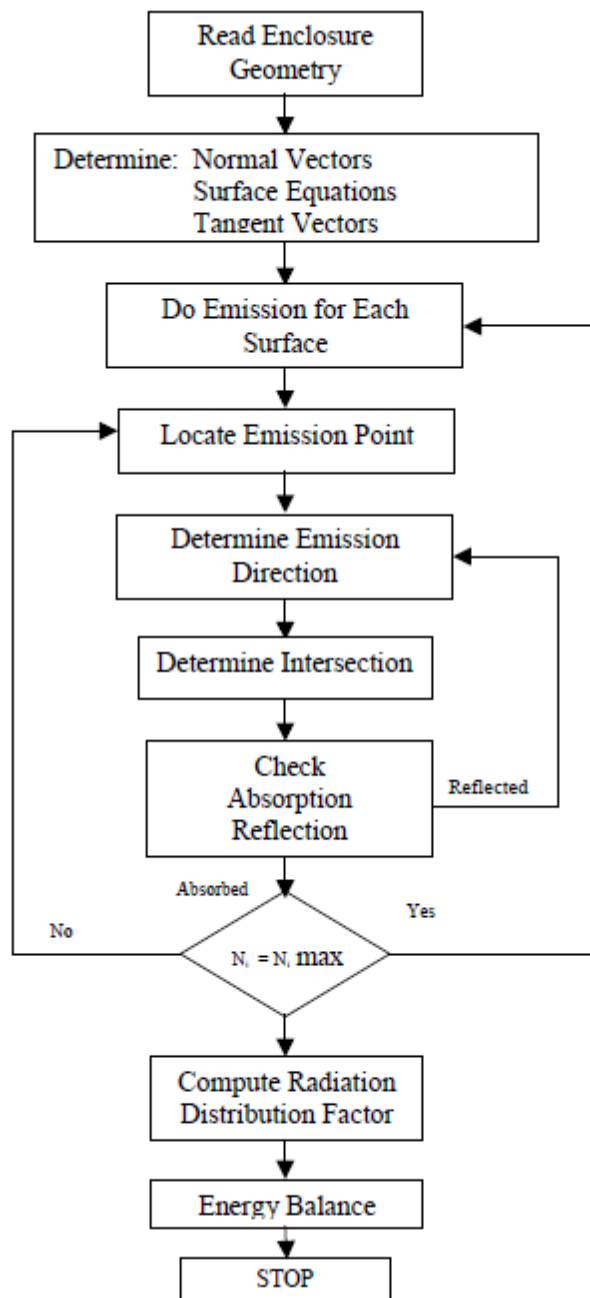 Read Enclosure
Geometry
Determine: Normal Vectors
Surface Equations
Tangent Vectors
Do Emission for Each
Surface
Locate Emission Point
Determine Emission
Direction
Determine Intersection
Check
Absorption
Reflection
Reflected
Absorbed
Yes
No
Nᵢ = Nᵢ max
Compute Radiation
Distribution Factor
Energy Balance
STOP